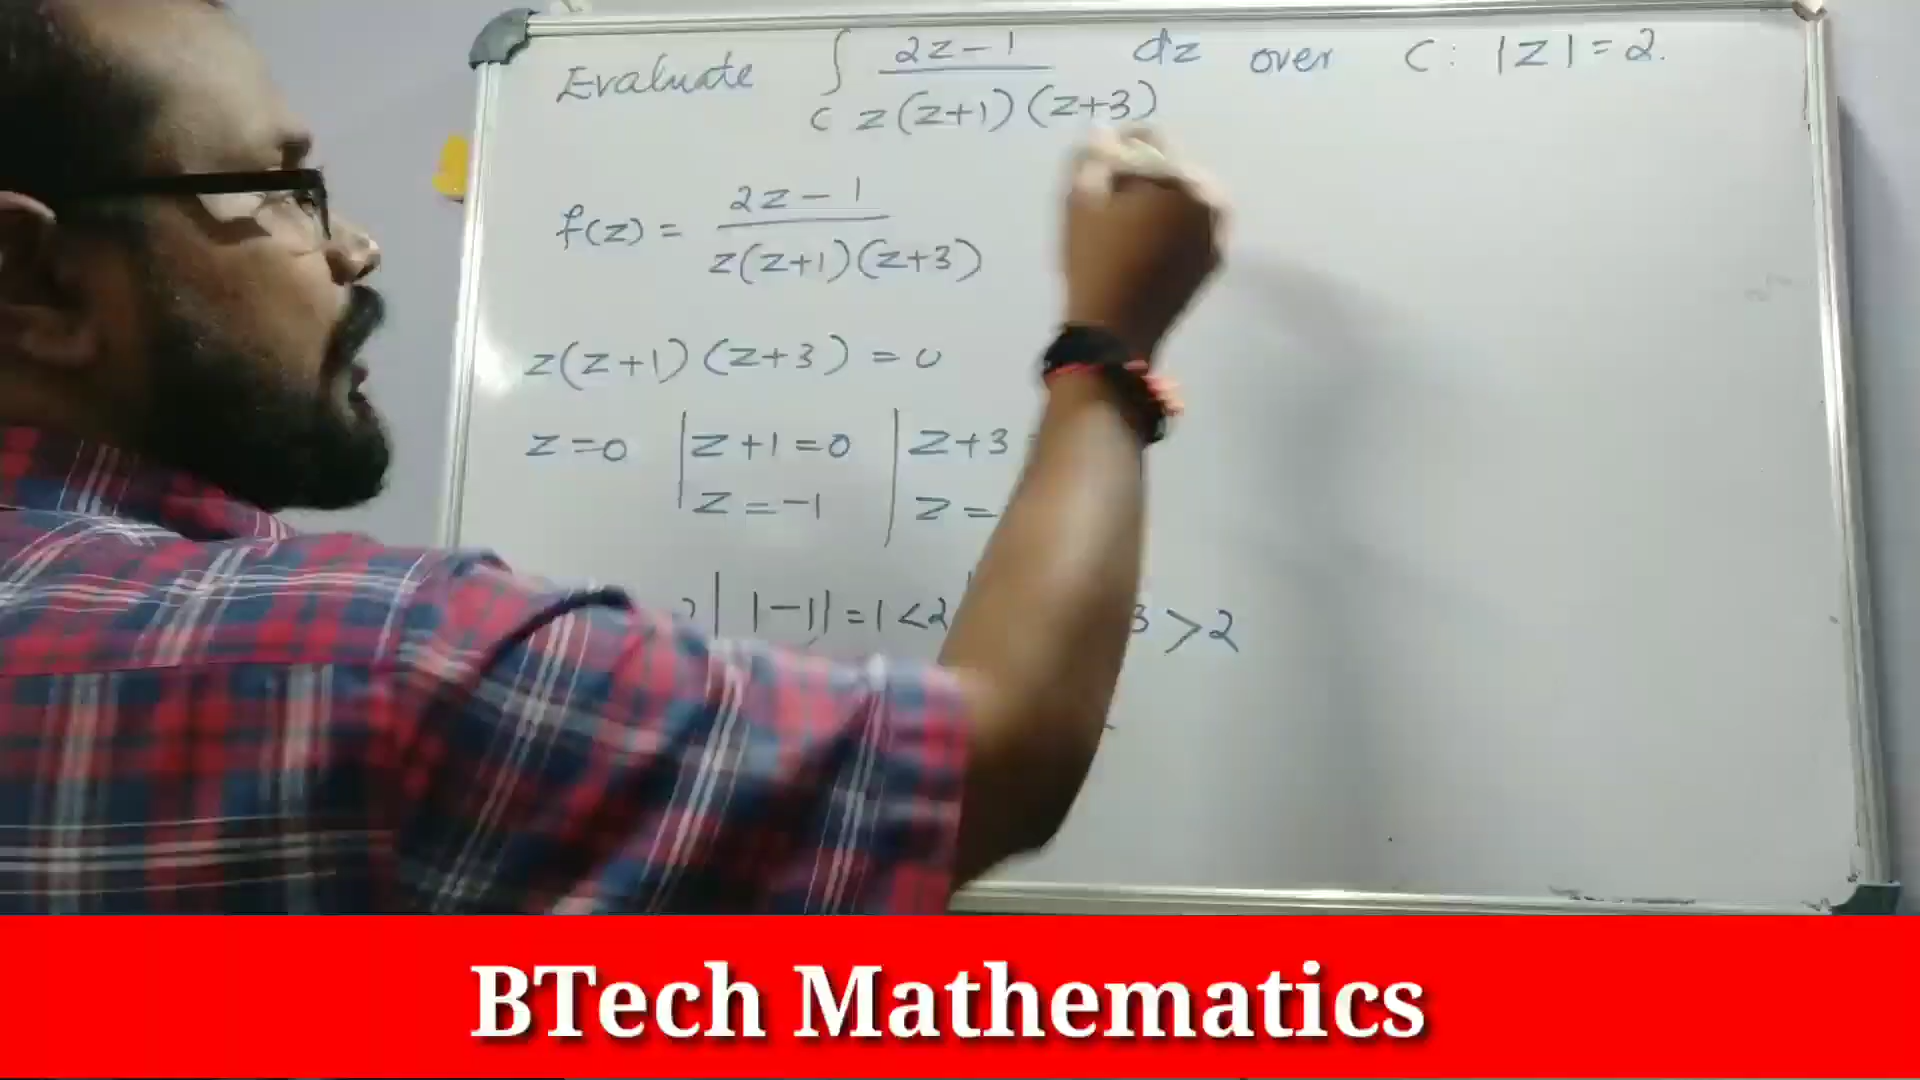 Evaluate ∫ 2z-1 dz over C: |z|=2.
C z(z+1)(z+3)
f(z) = 2z-1
z(z+1)(z+3)
z(z+1)(z+3) = 0
z=0 | z+1=0 | z+3
z=-1 | z=
| |-1|=1<2
3>2
BTech Mathematics